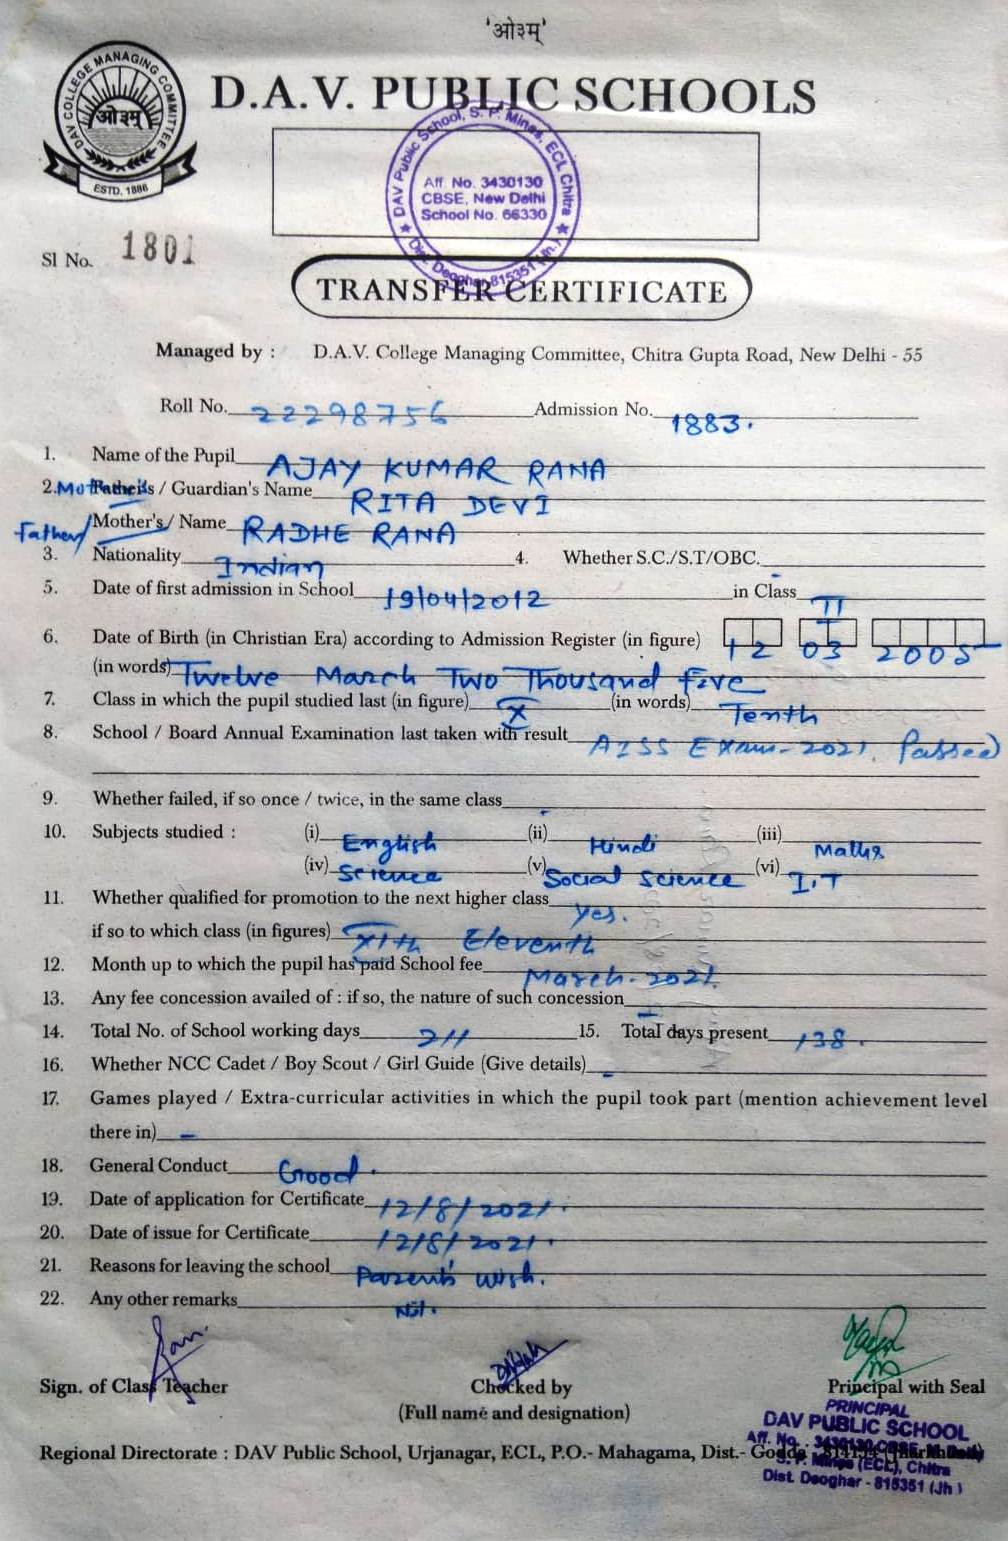 'ओ३म्'
DAV COLLEGE MANAGING COMMITTEE
ओ३म्
ESTD. 1886
D.A.V. PUBLIC SCHOOLS
DAV Public School, S. P. Mines, ECL Chitra
Aff. No. 3430130
CBSE, New Delhi
School No. 66330
Dist. Deoghar-815351 (Jh.)
Sl No. 1801
TRANSFER CERTIFICATE
Managed by : D.A.V. College Managing Committee, Chitra Gupta Road, New Delhi - 55
Roll No. 22298756 Admission No. 1883.
1. Name of the Pupil AJAY KUMAR RANA
2. Mother's / Guardian's Name RITA DEVI
Father/ Mother's/ Name RADHE RANA
3. Nationality Indian 4. Whether S.C./S.T/OBC. -
5. Date of first admission in School 19/04/2012 in Class II
6. Date of Birth (in Christian Era) according to Admission Register (in figure) 12 03 2005
(in words) Twelve March Two Thousand Five
7. Class in which the pupil studied last (in figure) X (in words) Tenth
8. School / Board Annual Examination last taken with result AISS Exam-2021. Passed
9. Whether failed, if so once / twice, in the same class -
10. Subjects studied : (i) English (ii) Hindi (iii) Maths
(iv) Science (v) Social Science (vi) I.T
11. Whether qualified for promotion to the next higher class yes.
if so to which class (in figures) XIth Eleventh
12. Month up to which the pupil has paid School fee March-2021.
13. Any fee concession availed of : if so, the nature of such concession -
14. Total No. of School working days 211 15. Total days present 138.
16. Whether NCC Cadet / Boy Scout / Girl Guide (Give details) -
17. Games played / Extra-curricular activities in which the pupil took part (mention achievement level
there in) -
18. General Conduct Good.
19. Date of application for Certificate 12/8/2021.
20. Date of issue for Certificate 12/8/2021.
21. Reasons for leaving the school Parent's wish.
22. Any other remarks Nil.
Sign. of Class Teacher Checked by Principal with Seal
(Full name and designation)
PRINCIPAL
DAV PUBLIC SCHOOL
Aff. No. 3430130 CBSE, N. Delhi
S. P. Mines (ECL), Chitra
Dist. Deoghar - 815351 (Jh)
Regional Directorate : DAV Public School, Urjanagar, ECL, P.O.- Mahagama, Dist.- Godda